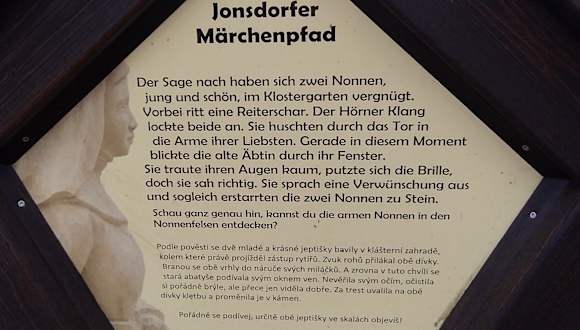 Jonsdorfer
Märchenpfad
Der Sage nach haben sich zwei Nonnen,
jung und schön, im Klostergarten vergnügt.
Vorbei ritt eine Reiterschar. Der Hörner Klang
lockte beide an. Sie huschten durch das Tor in
die Arme ihrer Liebsten. Gerade in diesem Moment
blickte die alte Äbtin durch ihr Fenster.
Sie traute ihren Augen kaum, putzte sich die Brille,
doch sie sah richtig. Sie sprach eine Verwünschung aus
und sogleich erstarrten die zwei Nonnen zu Stein.
Schau ganz genau hin, kannst du die armen Nonnen in den
Nonnenfelsen entdecken?
Podle pověsti se dvě mladé a krásné jeptišky bavily v klášterní zahradě,
kolem které právě projížděl zástup rytířů. Zvuk rohů přilákal obě dívky.
Branou se obě vrhly do náruče svých miláčků. A zrovna v tuto chvíli se
stará abatyše podívala svým oknem ven. Nevěřila svým očím, očistila
si pořádně brýle, ale přece jen viděla dobře. Za trest uvalila na obě
dívky kletbu a proměnila je v kámen.
Pořádně se podívej, určitě obě jeptišky ve skalách objevíš!